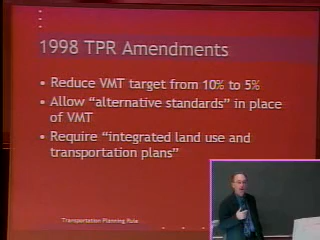 1998 TPR Amendments
• Reduce VMT target from 10% to 5%
• Allow “alternative standards” in place
of VMT
• Require “integrated land use and
transportation plans”
Transportation Planning Rule